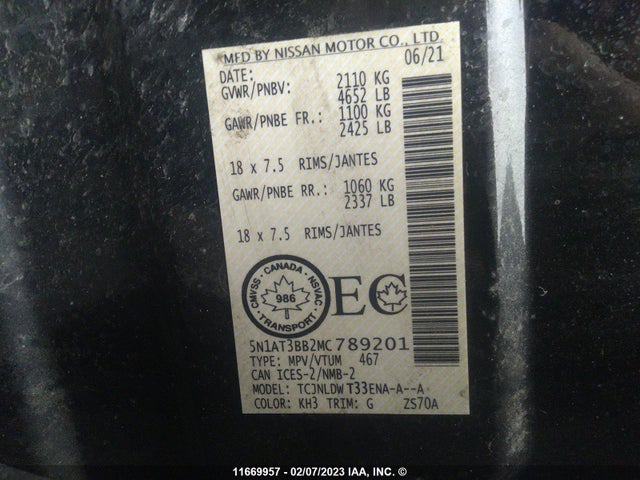 MFD BY NISSAN MOTOR CO., LTD.
DATE: 06/21
GVWR/PNBV: 2110 KG
4652 LB
GAWR/PNBE FR.: 1100 KG
2425 LB
18 x 7.5 RIMS/JANTES
GAWR/PNBE RR.: 1060 KG
2337 LB
18 x 7.5 RIMS/JANTES
CMVSS · CANADA · NSVAC
986
TRANSPORT
EC
5N1AT3BB2MC 789201
TYPE: MPV/VTUM 467
CAN ICES-2/NMB-2
MODEL: TCJNLDW T33ENA-A--A
COLOR: KH3 TRIM: G ZS70A
11669957 - 02/07/2023 IAA, INC. ©